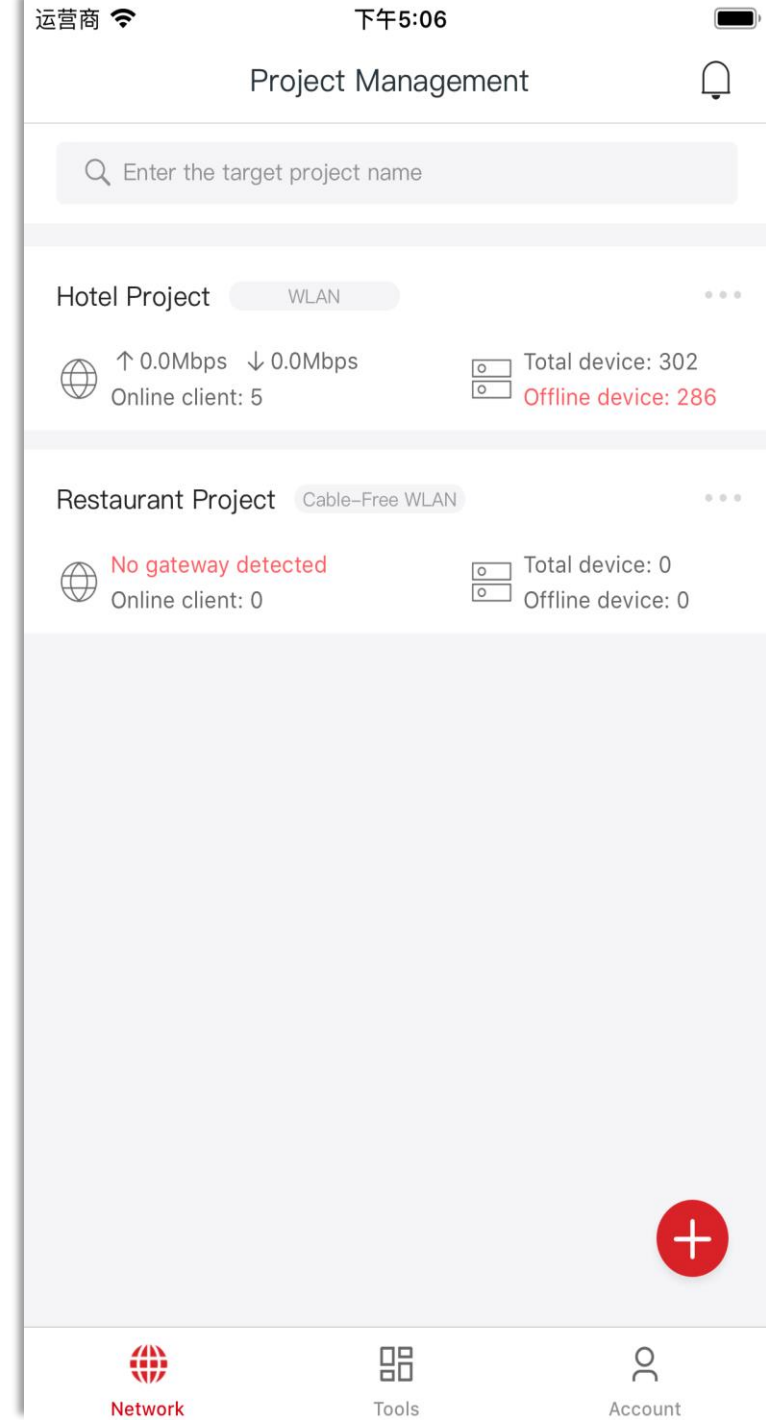 运营商 下午5:06
Project Management
Enter the target project name
Hotel Project WLAN
↑ 0.0Mbps ↓ 0.0Mbps Total device: 302
Online client: 5 Offline device: 286
Restaurant Project Cable-Free WLAN
No gateway detected Total device: 0
Online client: 0 Offline device: 0
Network Tools Account